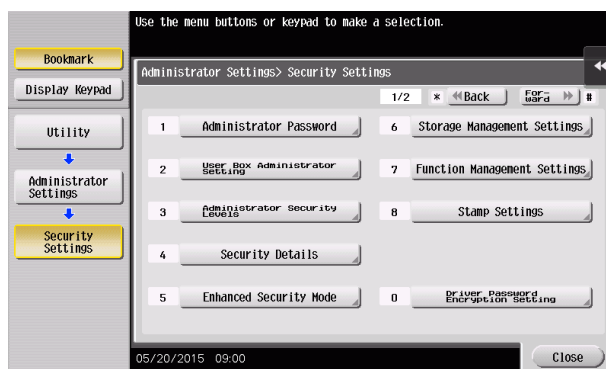 Use the menu buttons or keypad to make a selection.
Bookmark
Display Keypad
Utility
Administrator
Settings
Security
Settings
Administrator Settings> Security Settings
1/2 * Back For-
ward #
1 Administrator Password
2 User Box Administrator
Setting
3 Administrator Security
Levels
4 Security Details
5 Enhanced Security Mode
6 Storage Management Settings
7 Function Management Settings
8 Stamp Settings
0 Driver Password
Encryption Setting
05/20/2015 09:00
Close